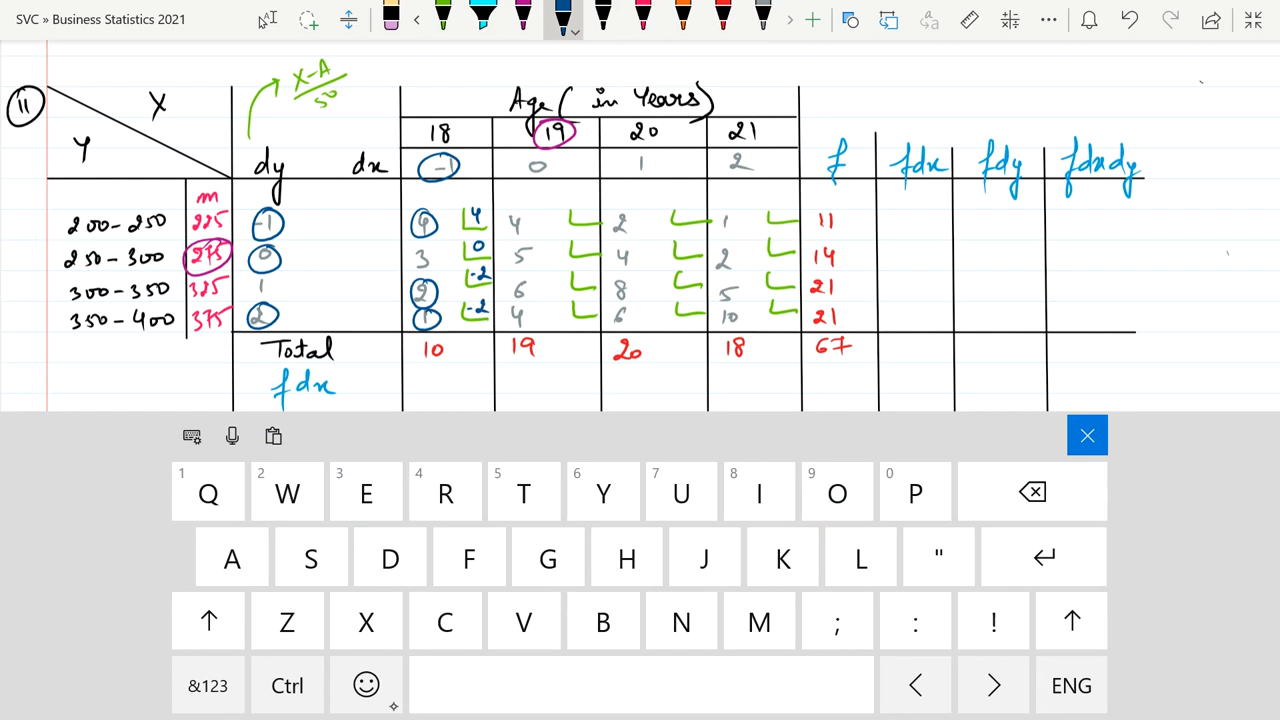 SVC » Business Statistics 2021
X-A
50
11
X
Age (in Years)
18 19 20 21
Y
dy dx -1 0 1 2 f fdx fdy fdxdy
m
200-250 225 -1 4 4 4 2 1 11
250-300 275 0 3 0 5 4 2 14
300-350 325 1 2 -2 6 8 5 21
350-400 375 2 1 -2 4 6 10 21
Total 10 19 20 18 67
fdx
1 Q 2 W 3 E 4 R 5 T 6 Y 7 U 8 I 9 O 0 P
A S D F G H J K L "
Z X C V B N M ; : !
&123 Ctrl ENG